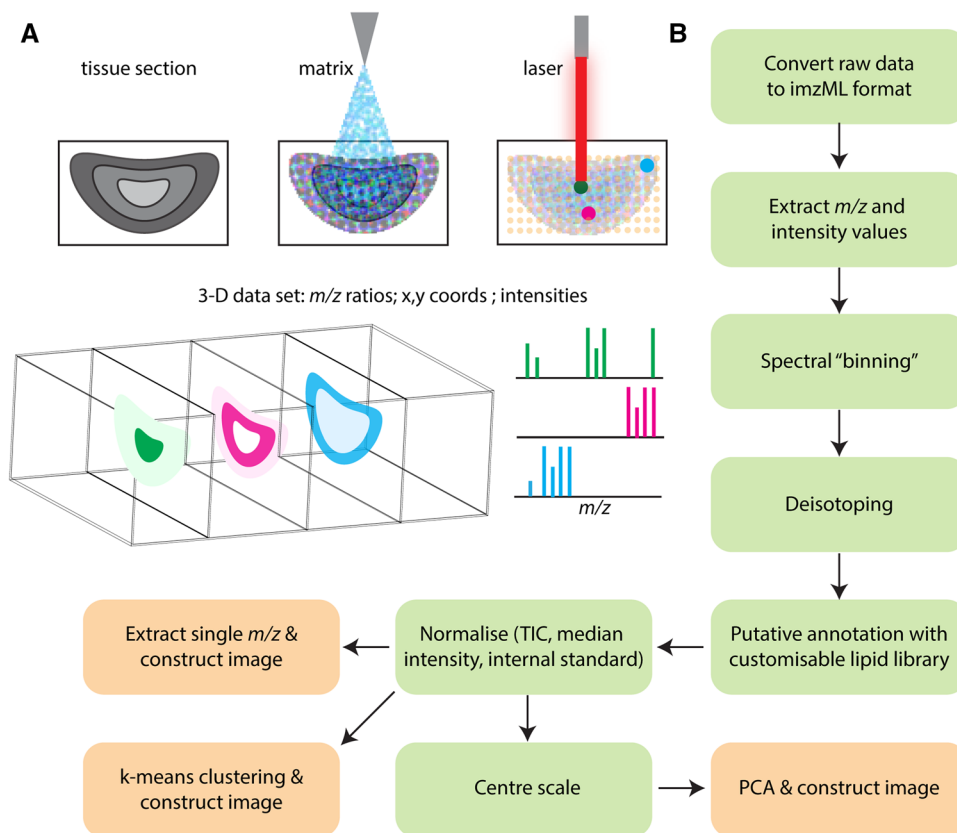 A
tissue section
matrix
laser
3-D data set: m/z ratios; x,y coords ; intensities
m/z
B
Convert raw data
to imzML format
Extract m/z and
intensity values
Spectral “binning”
Deisotoping
Putative annotation with
customisable lipid library
Normalise (TIC, median
intensity, internal standard)
Extract single m/z &
construct image
k-means clustering &
construct image
Centre scale
PCA & construct image